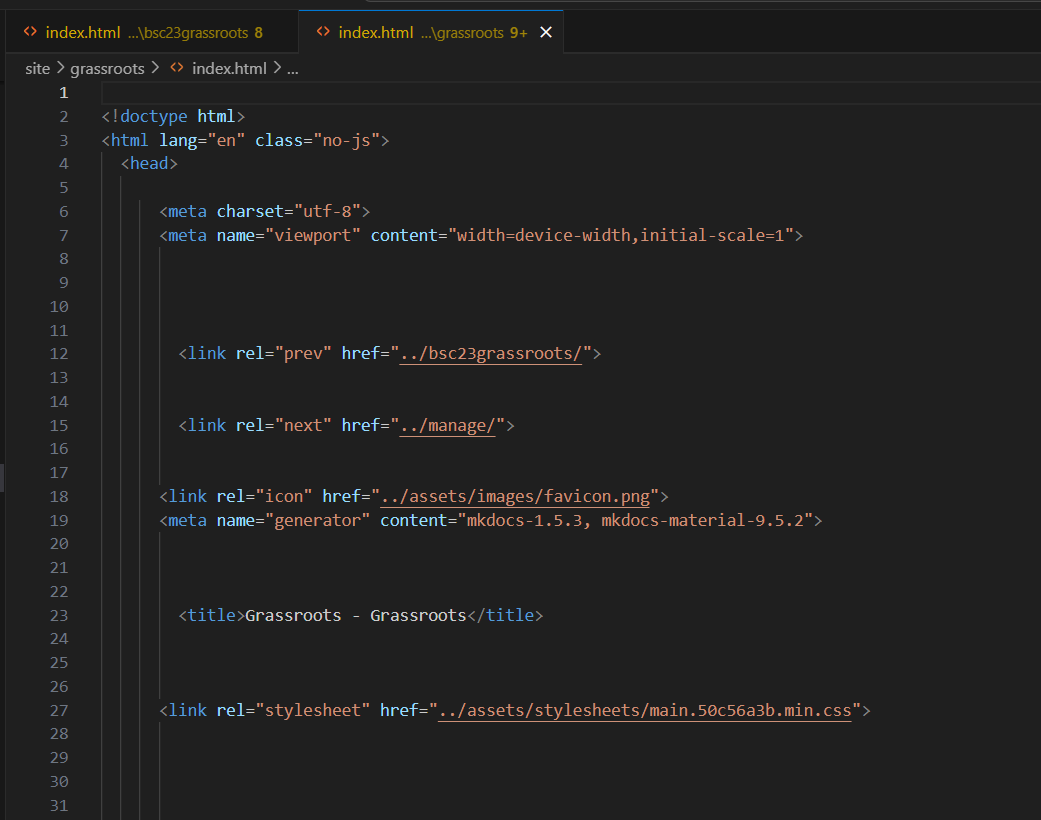 index.html ...\bsc23grassroots 8
index.html ...\grassroots 9+
site > grassroots > index.html > ...
1
2 <!doctype html>
3 <html lang="en" class="no-js">
4 <head>
5
6 <meta charset="utf-8">
7 <meta name="viewport" content="width=device-width,initial-scale=1">
8
9
10
11
12 <link rel="prev" href="../bsc23grassroots/">
13
14
15 <link rel="next" href="../manage/">
16
17
18 <link rel="icon" href="../assets/images/favicon.png">
19 <meta name="generator" content="mkdocs-1.5.3, mkdocs-material-9.5.2">
20
21
22
23 <title>Grassroots - Grassroots</title>
24
25
26
27 <link rel="stylesheet" href="../assets/stylesheets/main.50c56a3b.min.css">
28
29
30
31